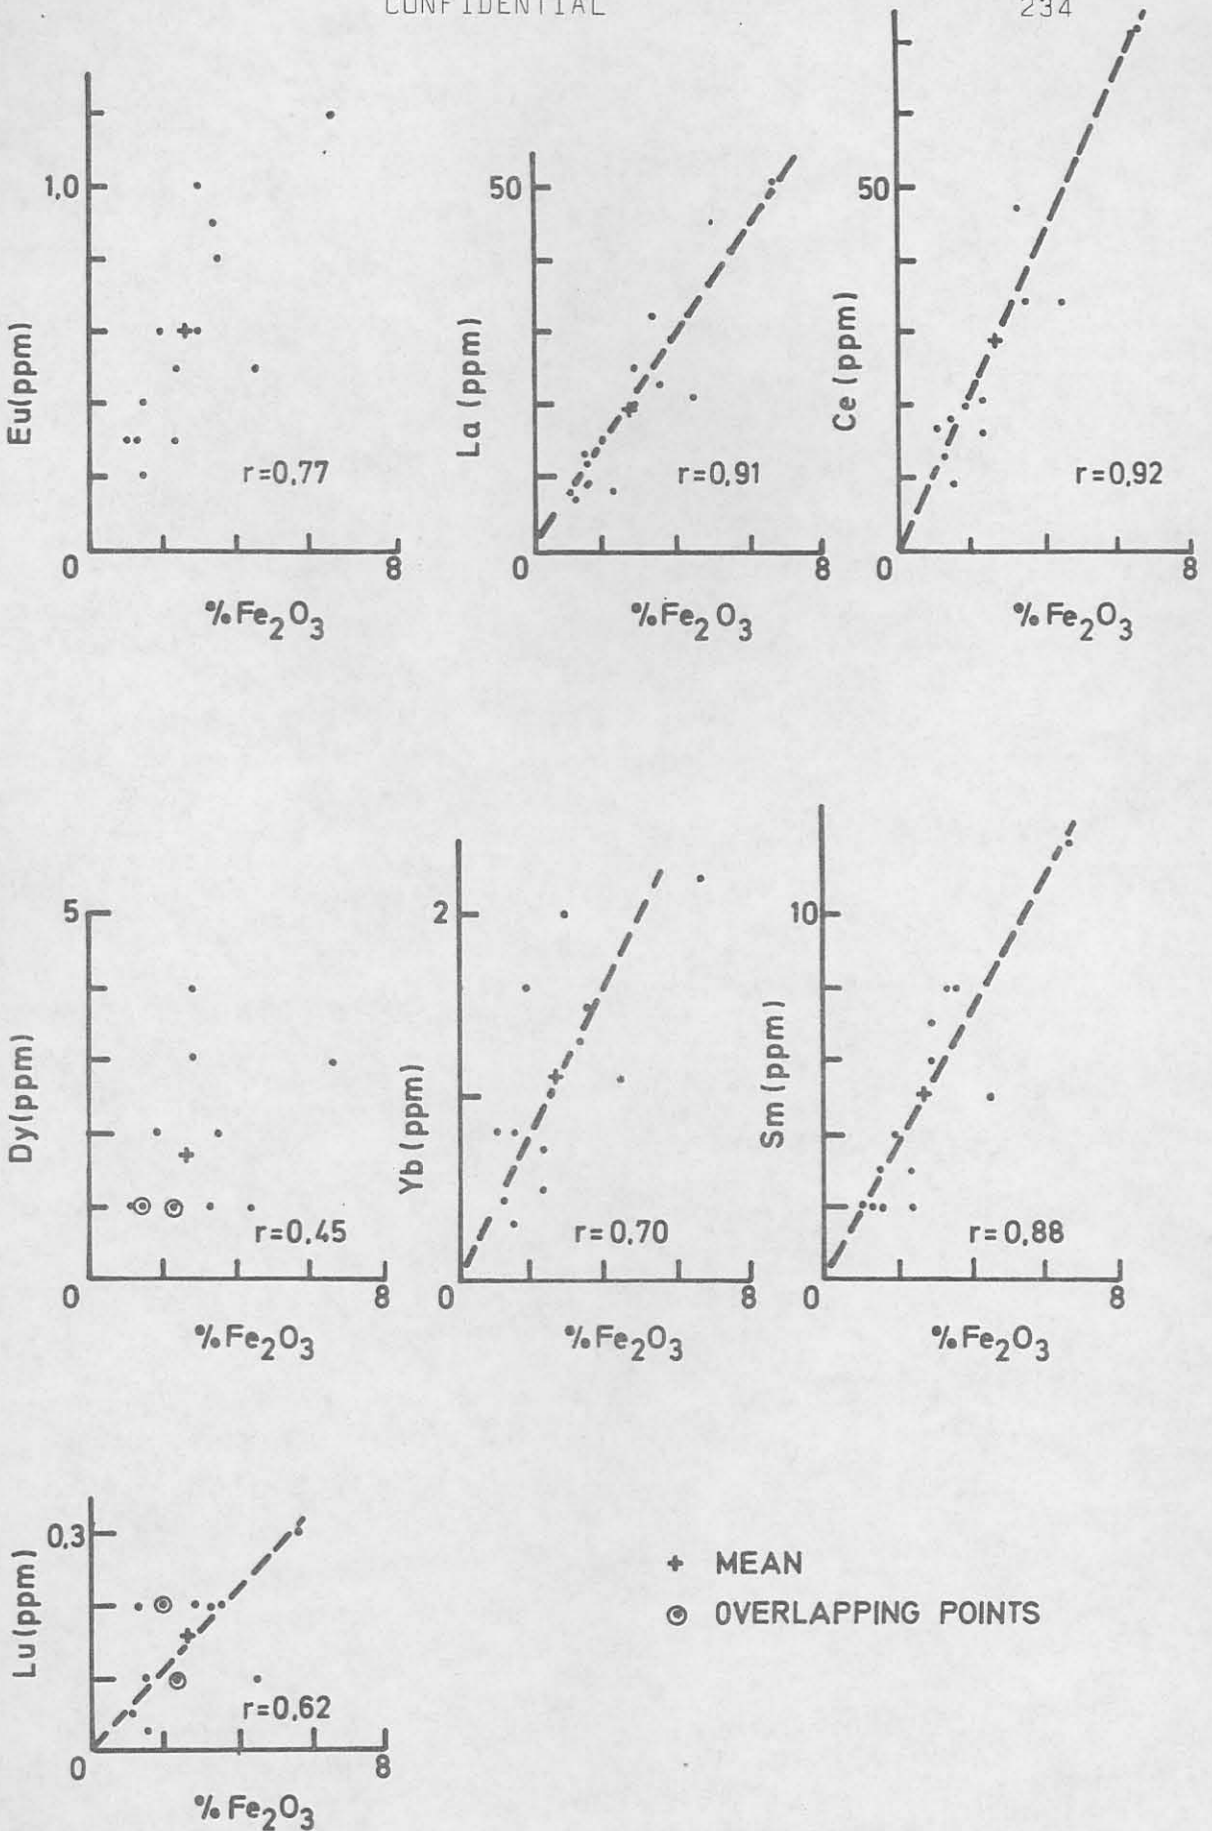 CONFIDENTIAL 234
1,0
Eu(ppm)
r=0,77
0 8
%Fe2O3
50
La (ppm)
r=0,91
0 8
%Fe2O3
50
Ce (ppm)
r=0,92
0 8
%Fe2O3
5
Dy(ppm)
r=0,45
0 8
%Fe2O3
2
Yb (ppm)
r=0,70
0 8
%Fe2O3
10
Sm (ppm)
r=0,88
0 8
%Fe2O3
0,3
Lu (ppm)
r=0,62
0 8
%Fe2O3
+ MEAN
⊙ OVERLAPPING POINTS